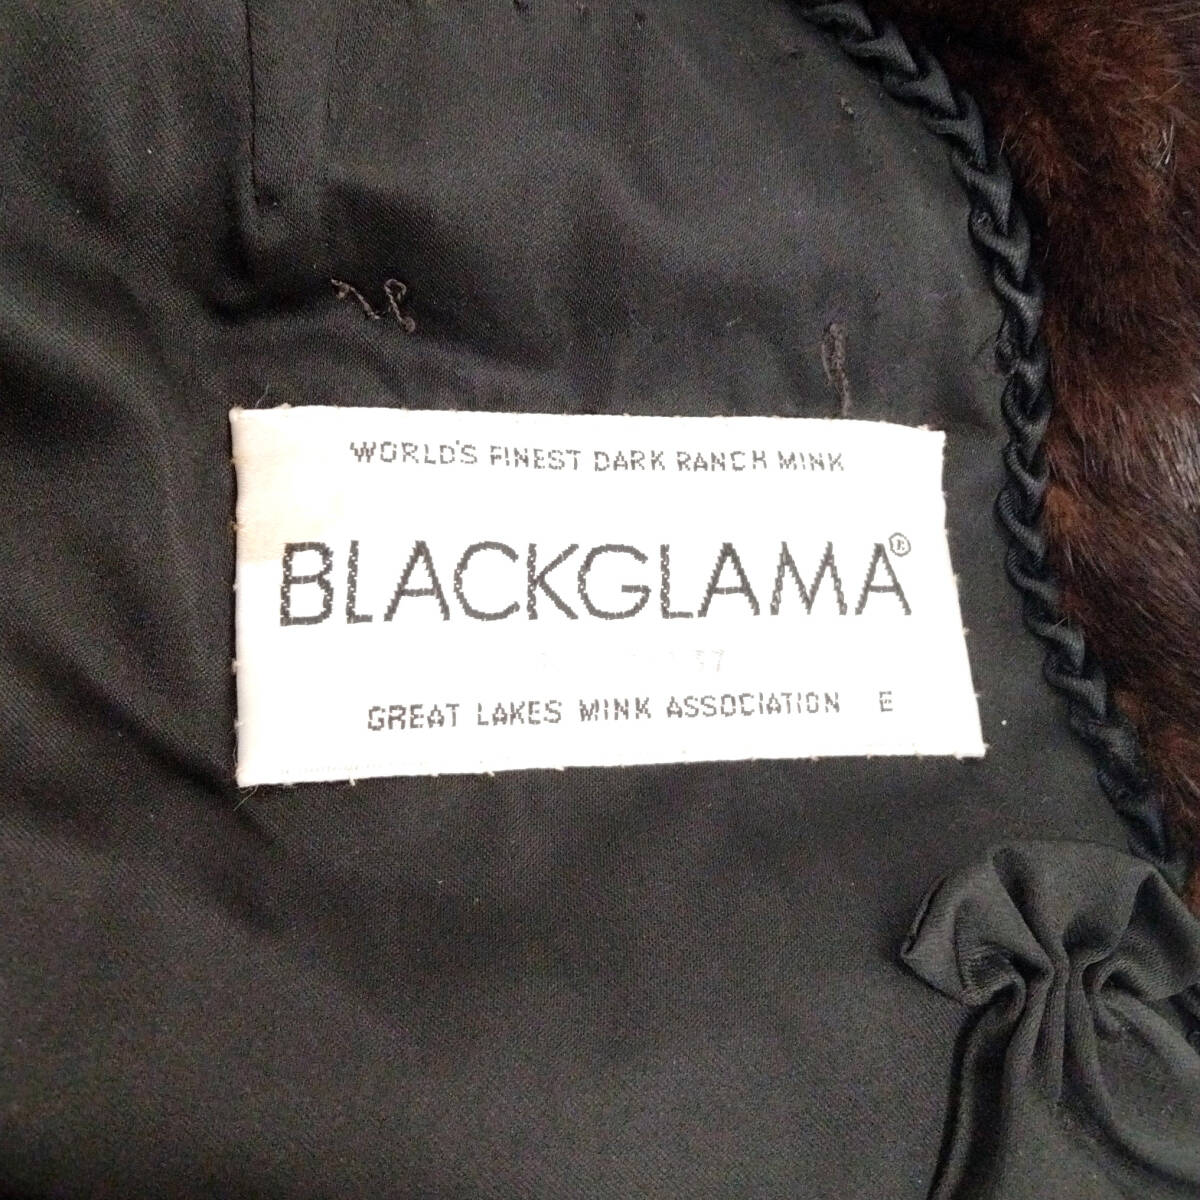 WORLD'S FINEST DARK RANCH MINK
BLACKGLAMA®
GREAT LAKES MINK ASSOCIATION E